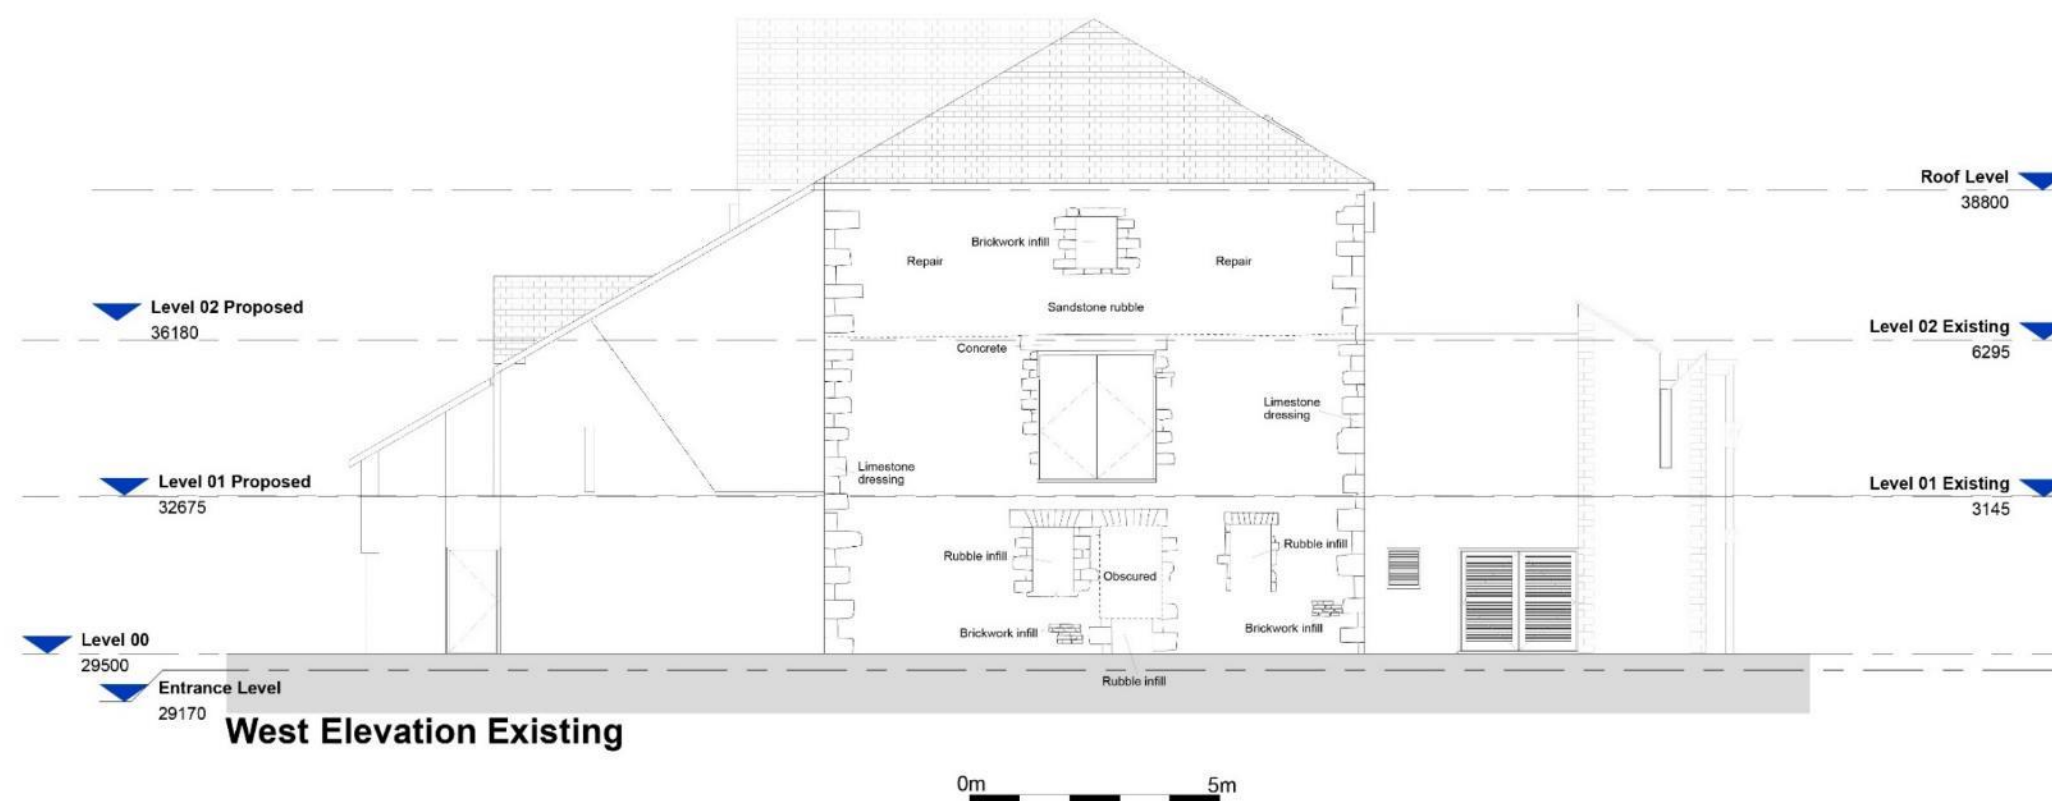 Roof Level
38800
Brickwork infill
Repair
Repair
Sandstone rubble
Level 02 Proposed
36180
Level 02 Existing
6295
Concrete
Limestone
dressing
Limestone
dressing
Level 01 Proposed
32675
Level 01 Existing
3145
Rubble infill
Rubble infill
Obscured
Brickwork infill
Brickwork infill
Level 00
29500
Rubble infill
Entrance Level
29170
West Elevation Existing
0m
5m